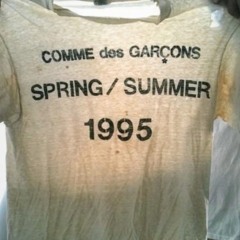 COMME des GARÇONS
SPRING / SUMMER
1995